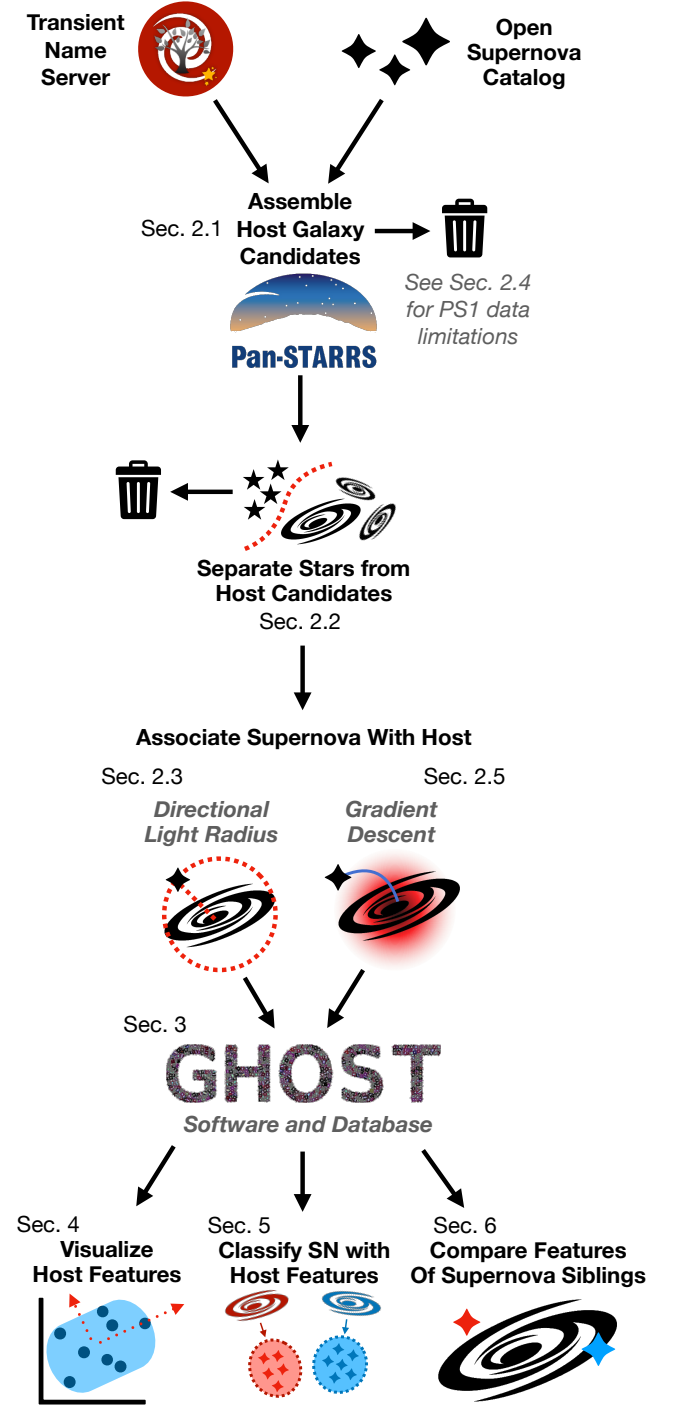 Transient
Name
Server
Open
Supernova
Catalog
Sec. 2.1
Assemble
Host Galaxy
Candidates
See Sec. 2.4
for PS1 data
limitations
Pan-STARRS
Separate Stars from
Host Candidates
Sec. 2.2
Associate Supernova With Host
Sec. 2.3
Directional
Light Radius
Sec. 2.5
Gradient
Descent
Sec. 3
GHOST
Software and Database
Sec. 4
Visualize
Host Features
Sec. 5
Classify SN with
Host Features
Sec. 6
Compare Features
Of Supernova Siblings